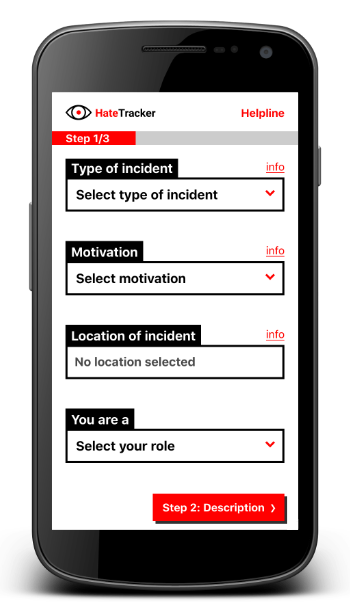 HateTracker
Helpline
Step 1/3
Type of incident
info
Select type of incident
Motivation
info
Select motivation
Location of incident
info
No location selected
You are a
Select your role
Step 2: Description ❯